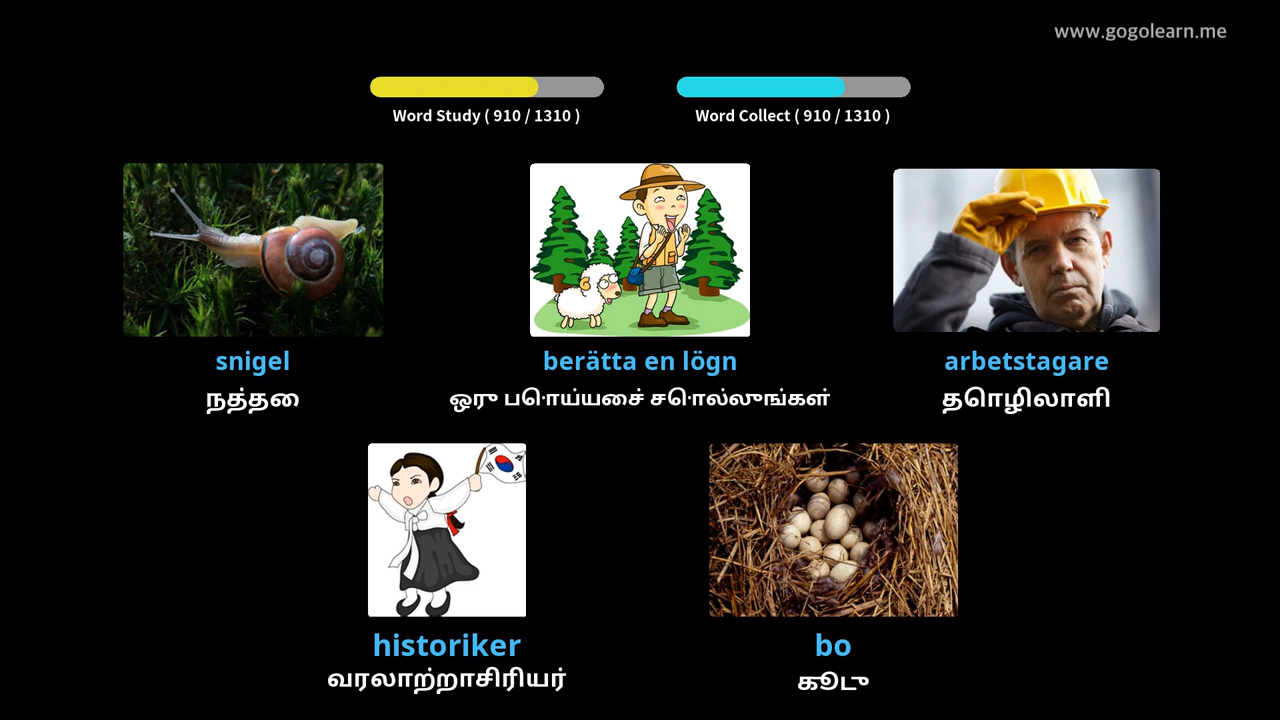 www.gogolearn.me
Word Study ( 910 / 1310 )
Word Collect ( 910 / 1310 )
snigel
நத்தை
berätta en lögn
ஒரு பொய்யைச் சொல்லுங்கள்
arbetstagare
தொழிலாளி
historiker
வரலாற்றாசிரியர்
bo
கூடு